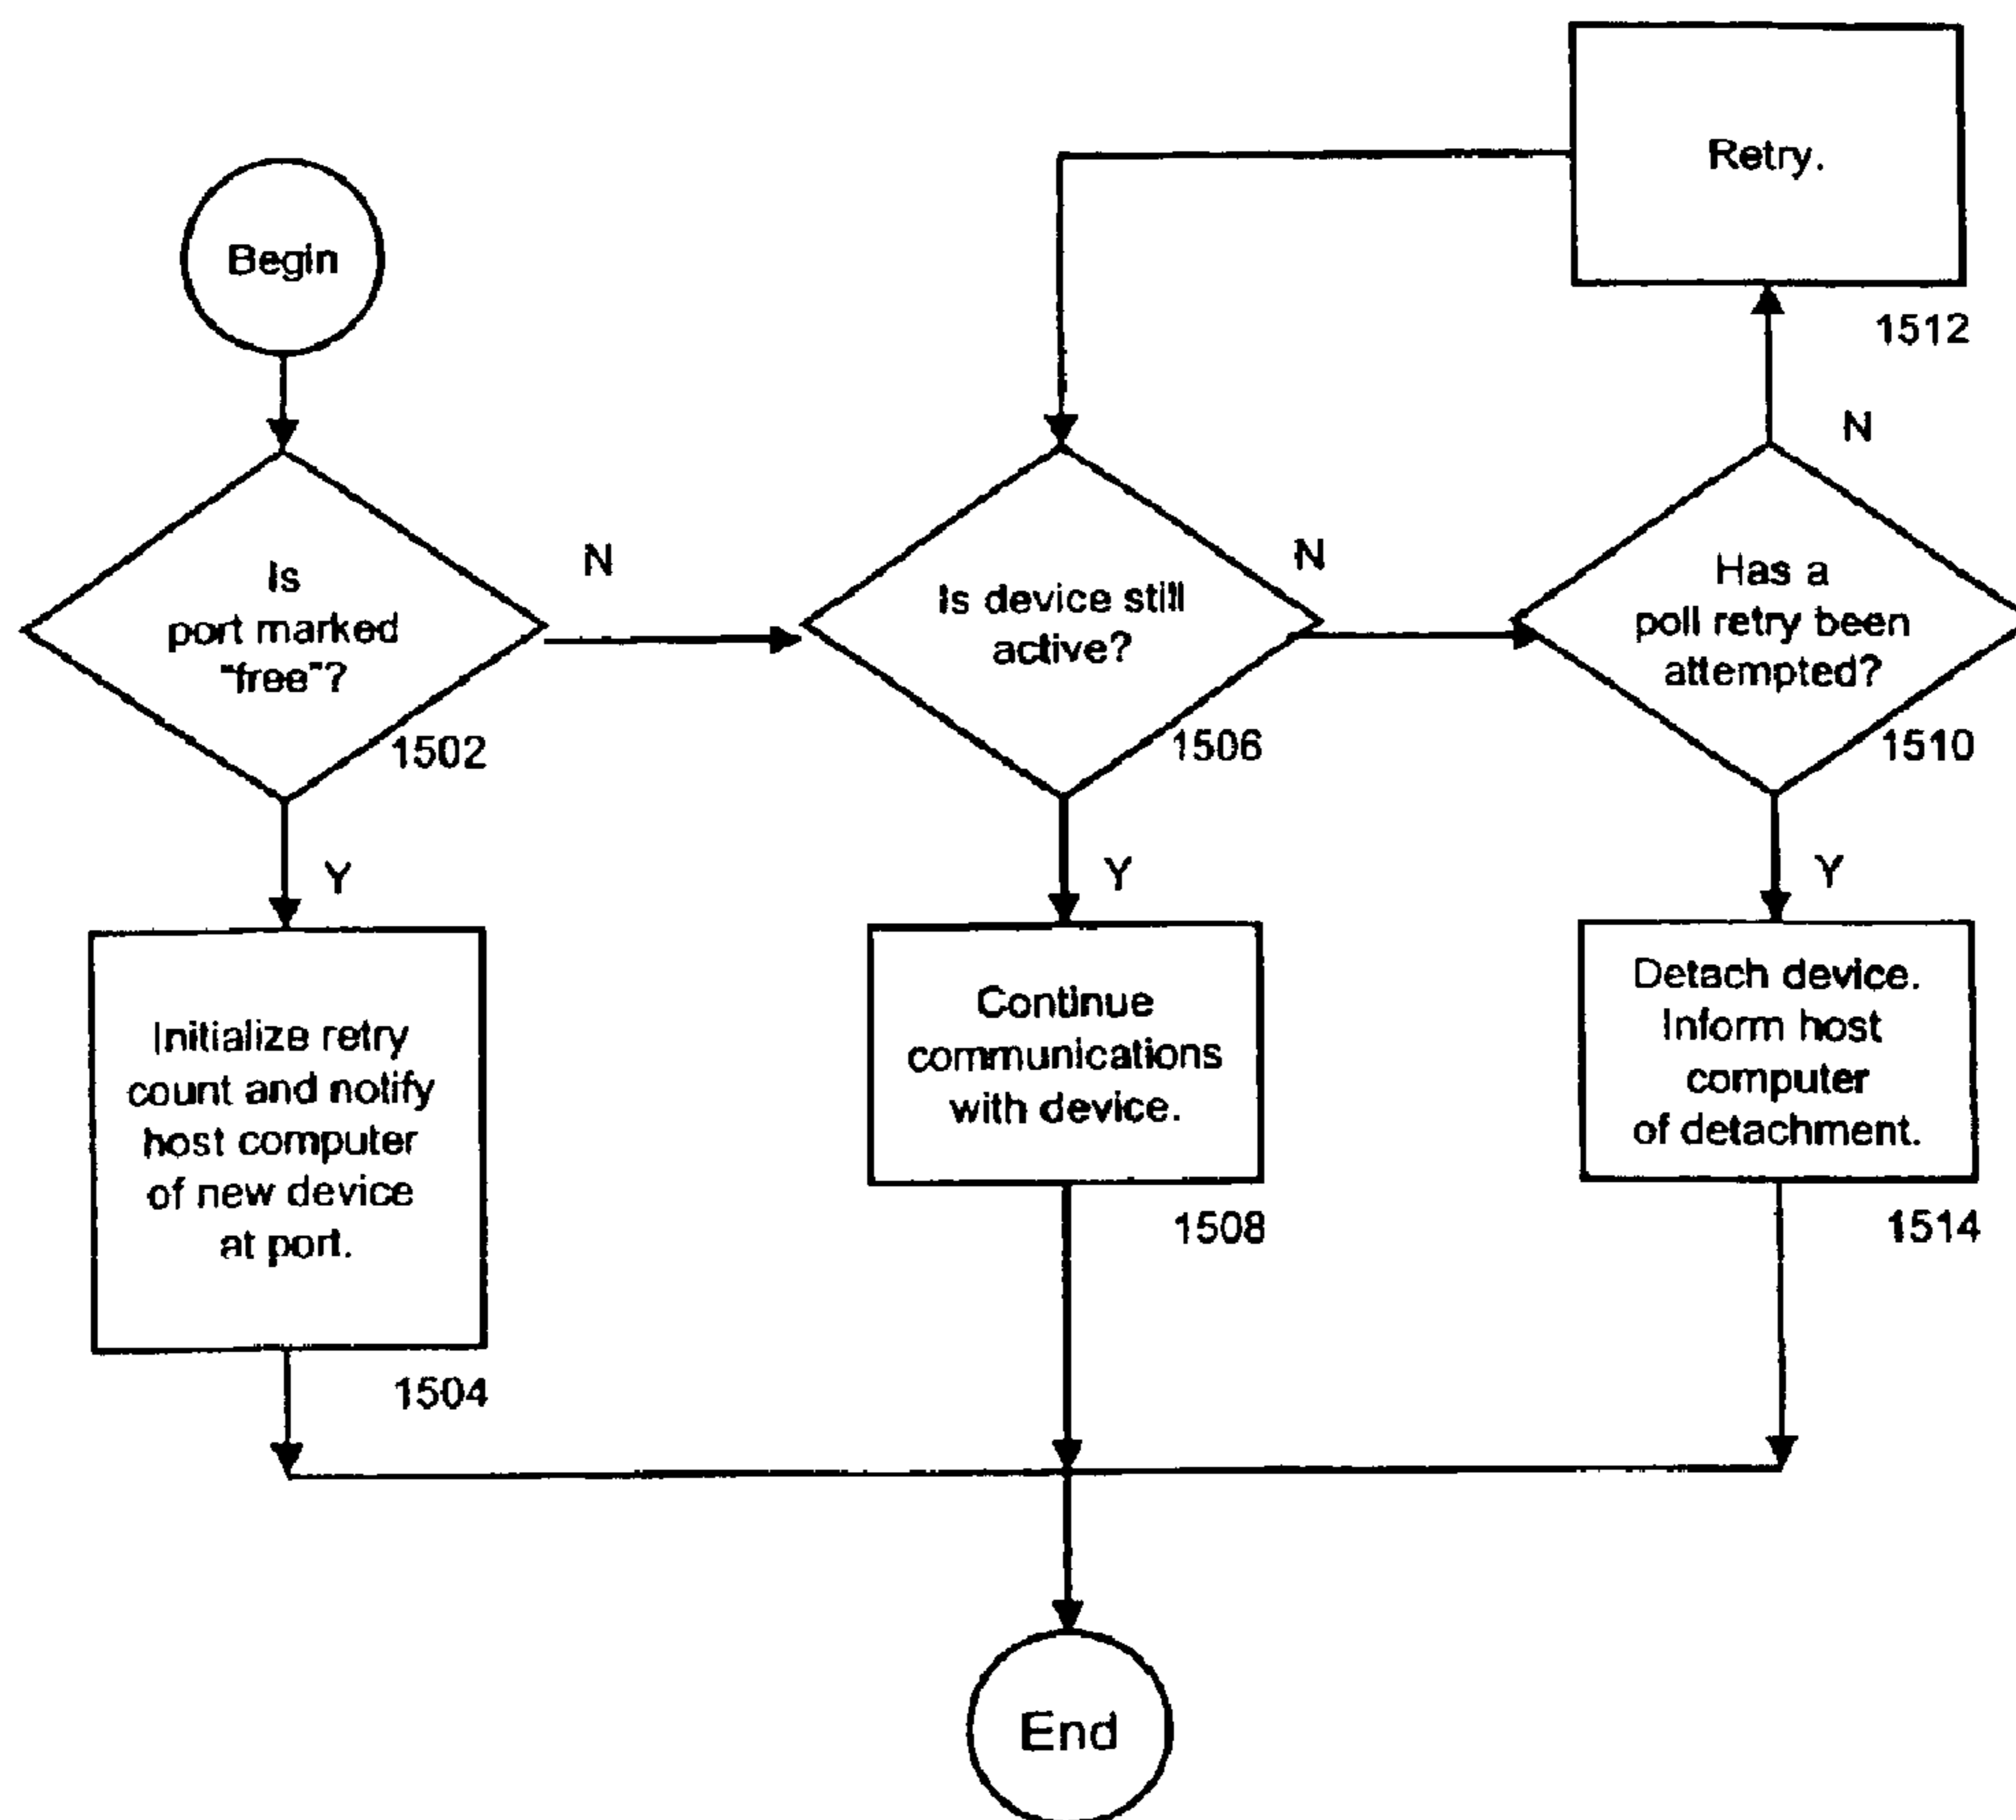 Retry.
1512
Begin
Is
port marked
"free"?
1502
N
Is device still
active?
1506
N
Has a
poll retry been
attempted?
1510
N
Y
Y
Y
Initialize retry
count and notify
host computer
of new device
at port.
1504
Continue
communications
with device.
1508
Detach device.
Inform host
computer
of detachment.
1514
End